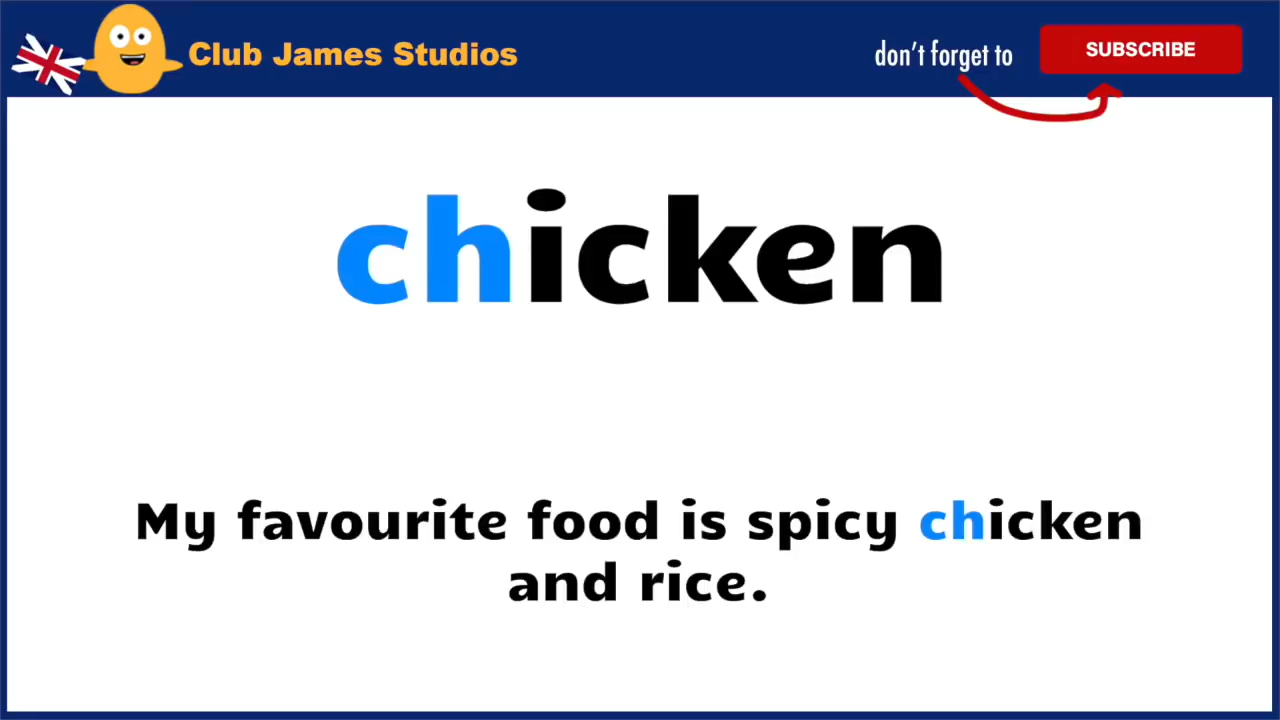 Club James Studios
don't forget to
SUBSCRIBE
chicken
My favourite food is spicy chicken
and rice.